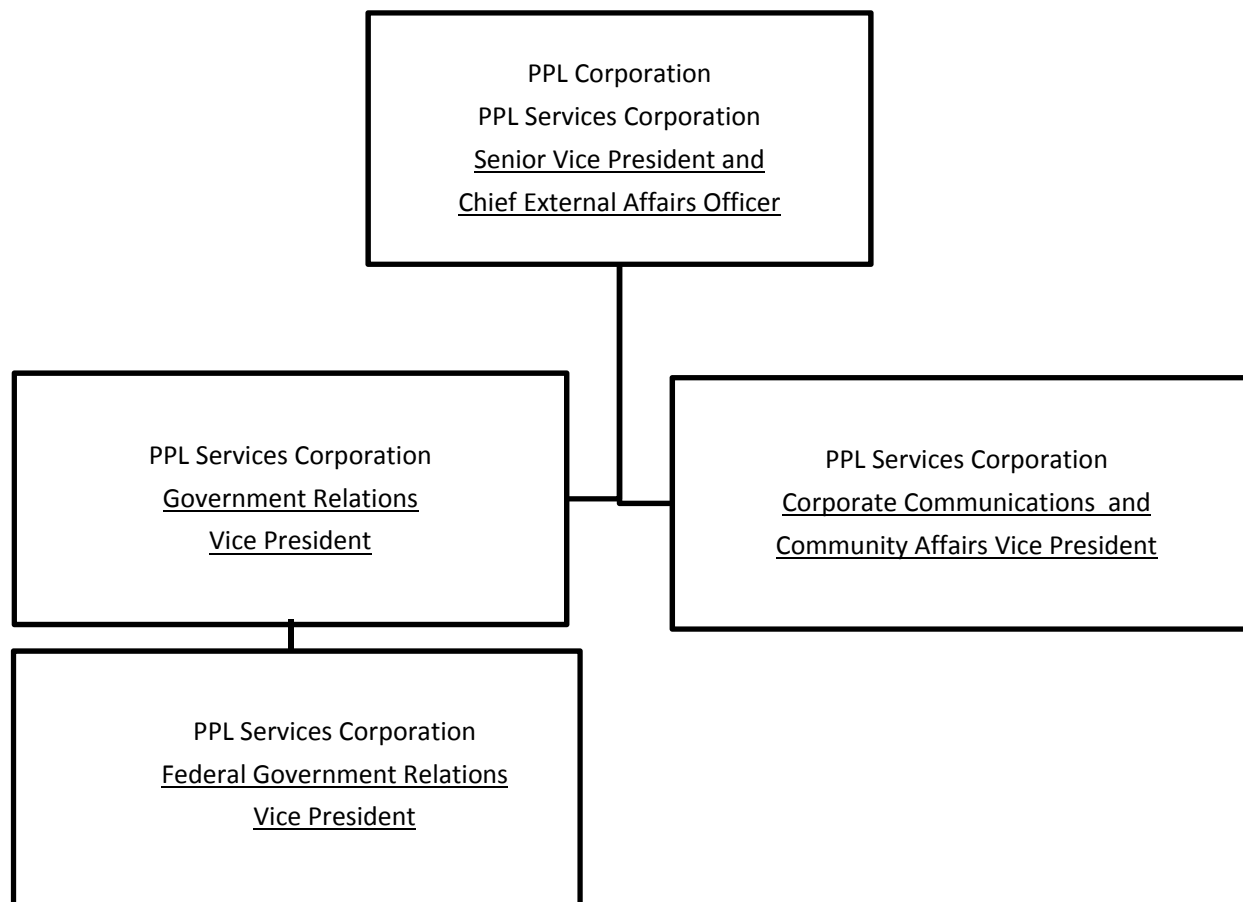 PPL Corporation
PPL Services Corporation
Senior Vice President and
Chief External Affairs Officer
PPL Services Corporation
Government Relations
Vice President
PPL Services Corporation
Corporate Communications  and
Community Affairs Vice President
PPL Services Corporation
Federal Government Relations
Vice President